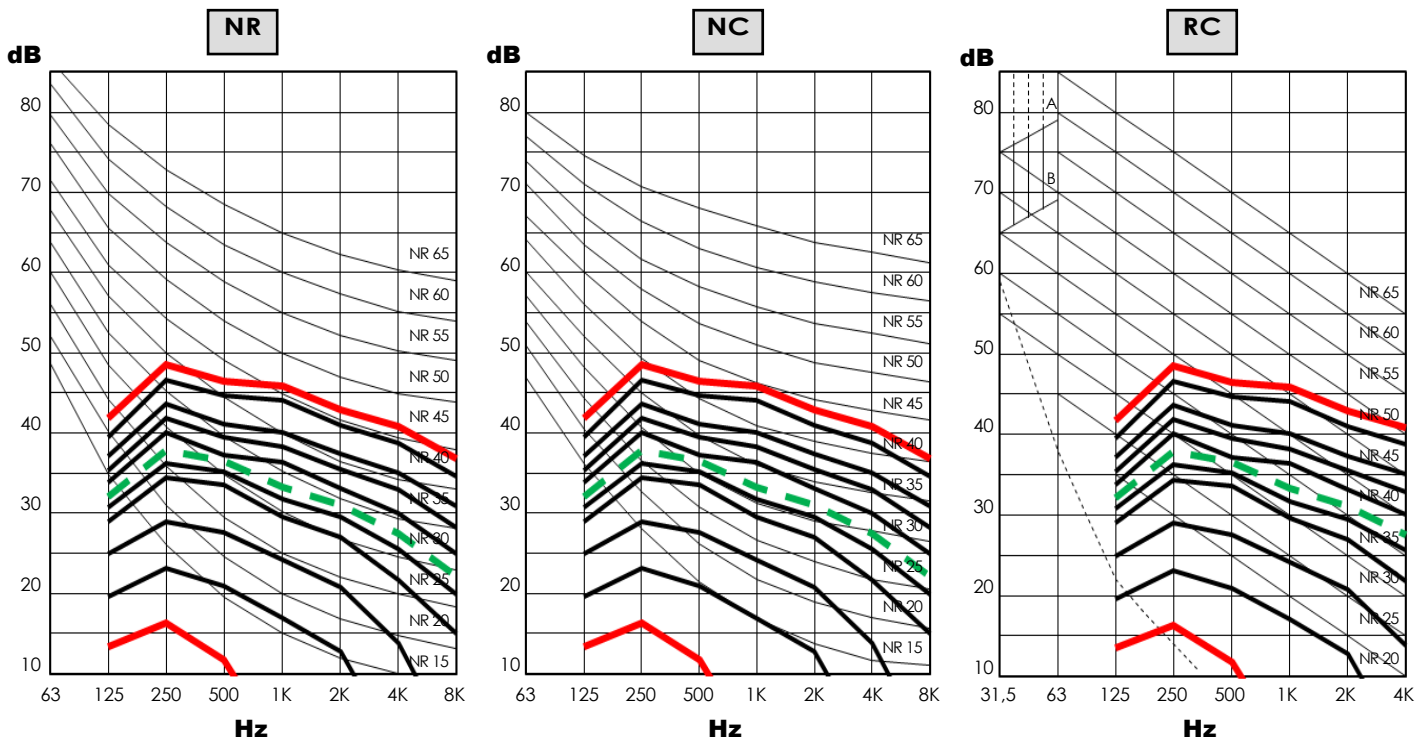 NR
dB
80
70
60
50
40
30
20
10
NR 65
NR 60
NR 55
NR 50
NR 45
NR 40
NR 35
NR 30
NR 25
NR 20
NR 15
63 125 250 500 1K 2K 4K 8K
Hz
NC
dB
80
70
60
50
40
30
20
10
NR 65
NR 60
NR 55
NR 50
NR 45
NR 40
NR 35
NR 30
NR 25
NR 20
NR 15
63 125 250 500 1K 2K 4K 8K
Hz
RC
dB
80
70
60
50
40
30
20
10
A
B
NR 65
NR 60
NR 55
NR 50
NR 45
NR 40
NR 35
NR 30
NR 25
NR 20
31,5 63 125 250 500 1K 2K 4K
Hz